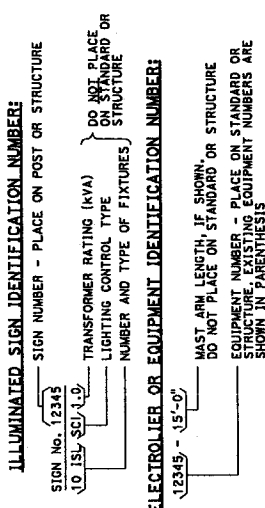 ILLUMINATED SIGN IDENTIFICATION NUMBER:
SIGN NUMBER - PLACE ON POST OR STRUCTURE
SIGN No. 12345
10 ISL SC1 1.0
TRANSFORMER RATING (kVA)
LIGHTING CONTROL TYPE
NUMBER AND TYPE OF FIXTURES
DO NOT PLACE
ON STANDARD OR
STRUCTURE
ELECTROLIER OR EQUIPMENT IDENTIFICATION NUMBER:
12345 - 15'-0"
MAST ARM LENGTH, IF SHOWN.
DO NOT PLACE ON STANDARD OR STRUCTURE
EQUIPMENT NUMBER - PLACE ON STANDARD OR
STRUCTURE. EXISTING EQUIPMENT NUMBERS ARE
SHOWN IN PARENTHESIS